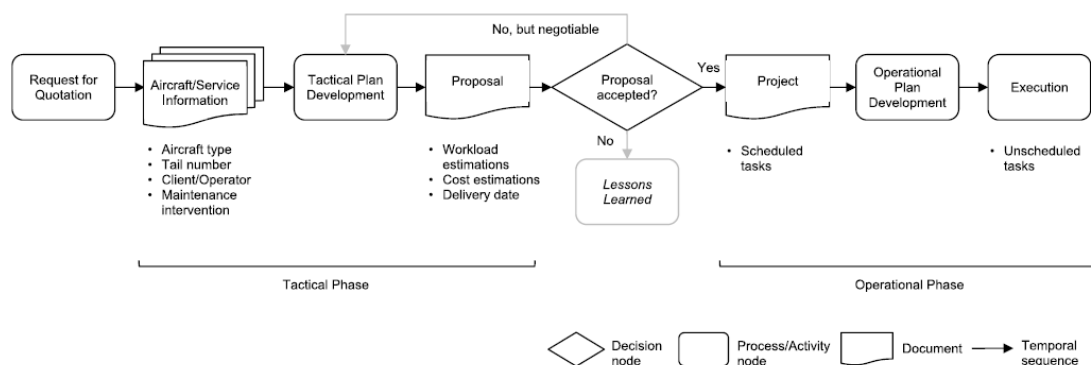 No, but negotiable
Request for
Quotation
Aircraft/Service
Information
Tactical Plan
Development
Proposal
Proposal
accepted?
Yes
Project
Operational
Plan
Development
Execution
No
• Aircraft type
• Tail number
• Client/Operator
• Maintenance
intervention
• Workload
estimations
• Cost estimations
• Delivery date
Lessons
Learned
• Scheduled
tasks
• Unscheduled
tasks
Tactical Phase
Operational Phase
Decision
node
Process/Activity
node
Document
Temporal
sequence